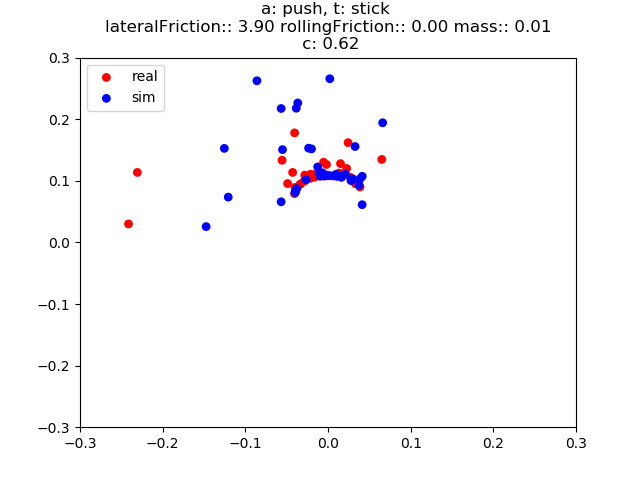 a: push, t: stick
lateralFriction:: 3.90 rollingFriction:: 0.00 mass:: 0.01
c: 0.62
real
sim
0.3
0.2
0.1
0.0
−0.1
−0.2
−0.3
−0.3
−0.2
−0.1
0.0
0.1
0.2
0.3